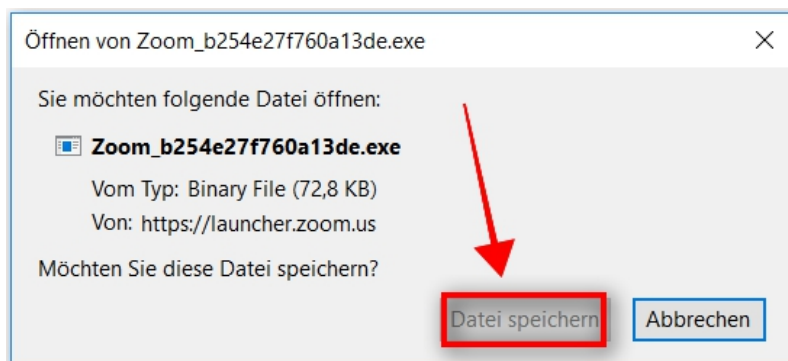 Öffnen von Zoom_b254e27f760a13de.exe
Sie möchten folgende Datei öffnen:
Zoom_b254e27f760a13de.exe
Vom Typ: Binary File (72,8 KB)
Von: https://launcher.zoom.us
Möchten Sie diese Datei speichern?
Datei speichern Abbrechen